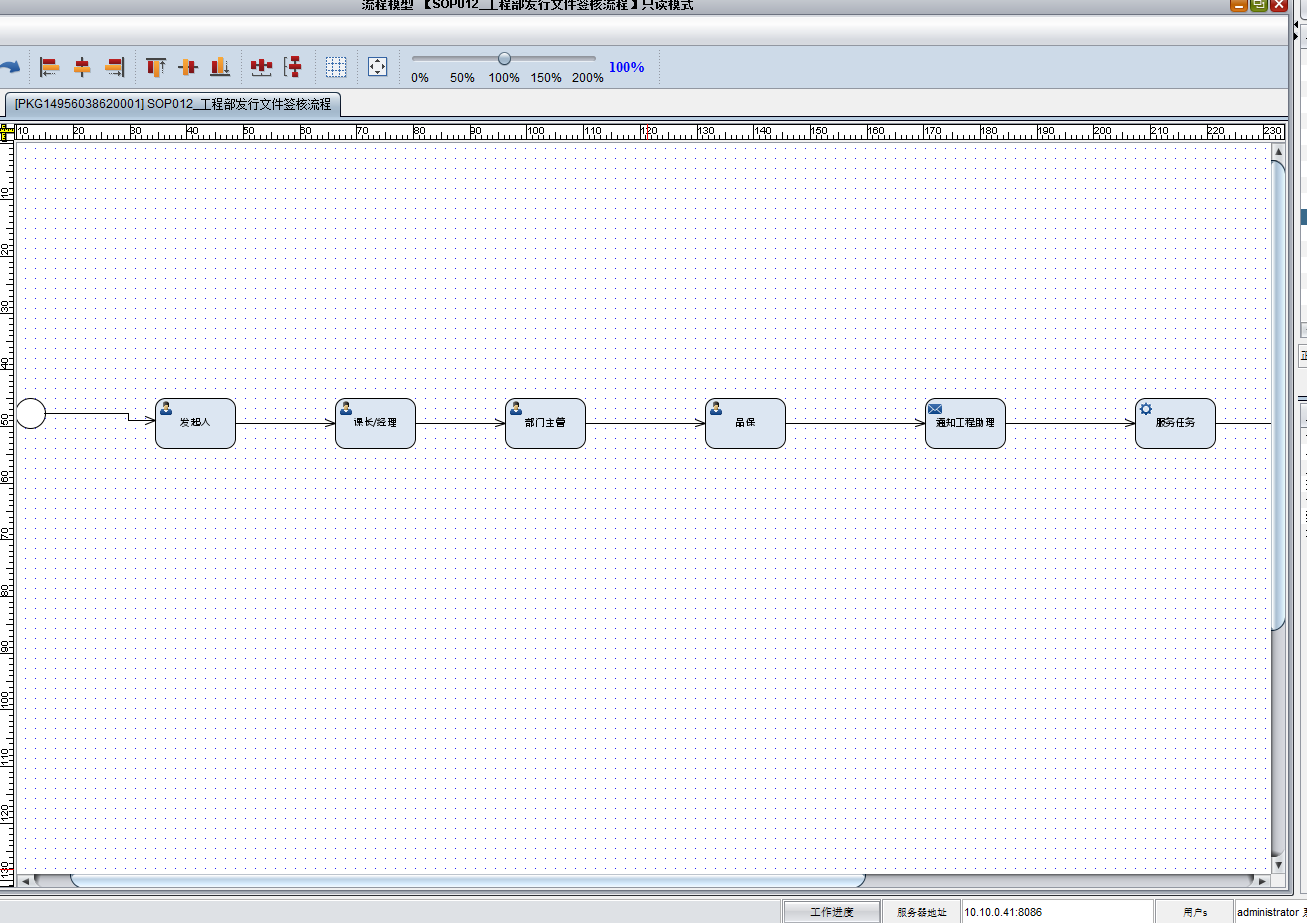 流程模型 【SOP012_工程部发行文件签核流程】只读模式
0% 50% 100% 150% 200% 100%
[PKG14956038620001] SOP012_工程部发行文件签核流程
10 20 30 40 50 60 70 80 90 100 110 120 130 140 150 160 170 180 190 200 210 220 230
10
20
30
40
50
60
70
80
90
100
110
120
130
发起人 课长/经理 部门主管 品保 通知工程助理 服务任务
工作进度 服务器地址 10.10.0.41:8086 用户s administrator